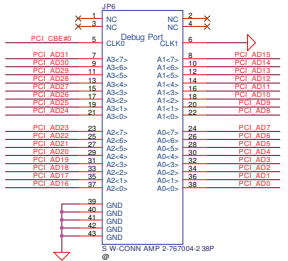 JP6
1 NC NC 2
3 NC NC 4
Debug Port
PCI_CBE#0 5 CLK0 CLK1 6
PCI_AD31 7 A3<7> A1<7> 8 PCI_AD15
PCI_AD30 9 A3<6> A1<6> 10 PCI_AD14
PCI_AD29 11 A3<5> A1<5> 12 PCI_AD13
PCI_AD28 13 A3<4> A1<4> 14 PCI_AD12
PCI_AD27 15 A3<3> A1<3> 16 PCI_AD11
PCI_AD26 17 A3<2> A1<2> 18 PCI_AD10
PCI_AD25 19 A3<1> A1<1> 20 PCI_AD9
PCI_AD24 21 A3<0> A1<0> 22 PCI_AD8
PCI_AD23 23 A2<7> A0<7> 24 PCI_AD7
PCI_AD22 25 A2<6> A0<6> 26 PCI_AD6
PCI_AD21 27 A2<5> A0<5> 28 PCI_AD5
PCI_AD20 29 A2<4> A0<4> 30 PCI_AD4
PCI_AD19 31 A2<3> A0<3> 32 PCI_AD3
PCI_AD18 33 A2<2> A0<2> 34 PCI_AD2
PCI_AD17 35 A2<1> A0<1> 36 PCI_AD1
PCI_AD16 37 A2<0> A0<0> 38 PCI_AD0
39 GND
40 GND
41 GND
42 GND
43 GND
S W-CONN AMP 2-767004-2 38P
@